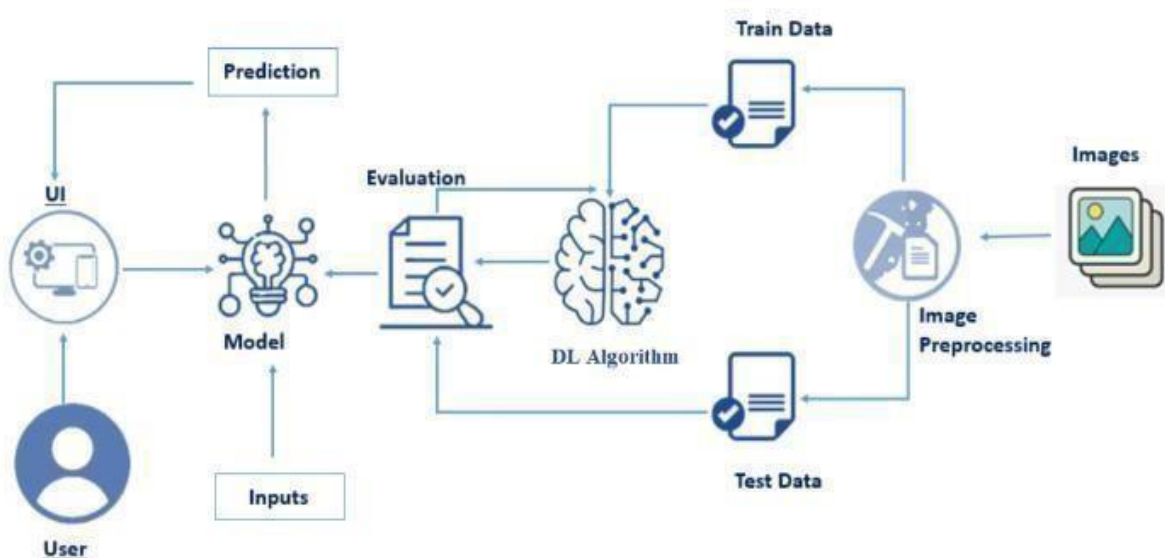 Train Data
Prediction
Images
Evaluation
UI
Image
Preprocessing
Model
DL Algorithm
Test Data
Inputs
User